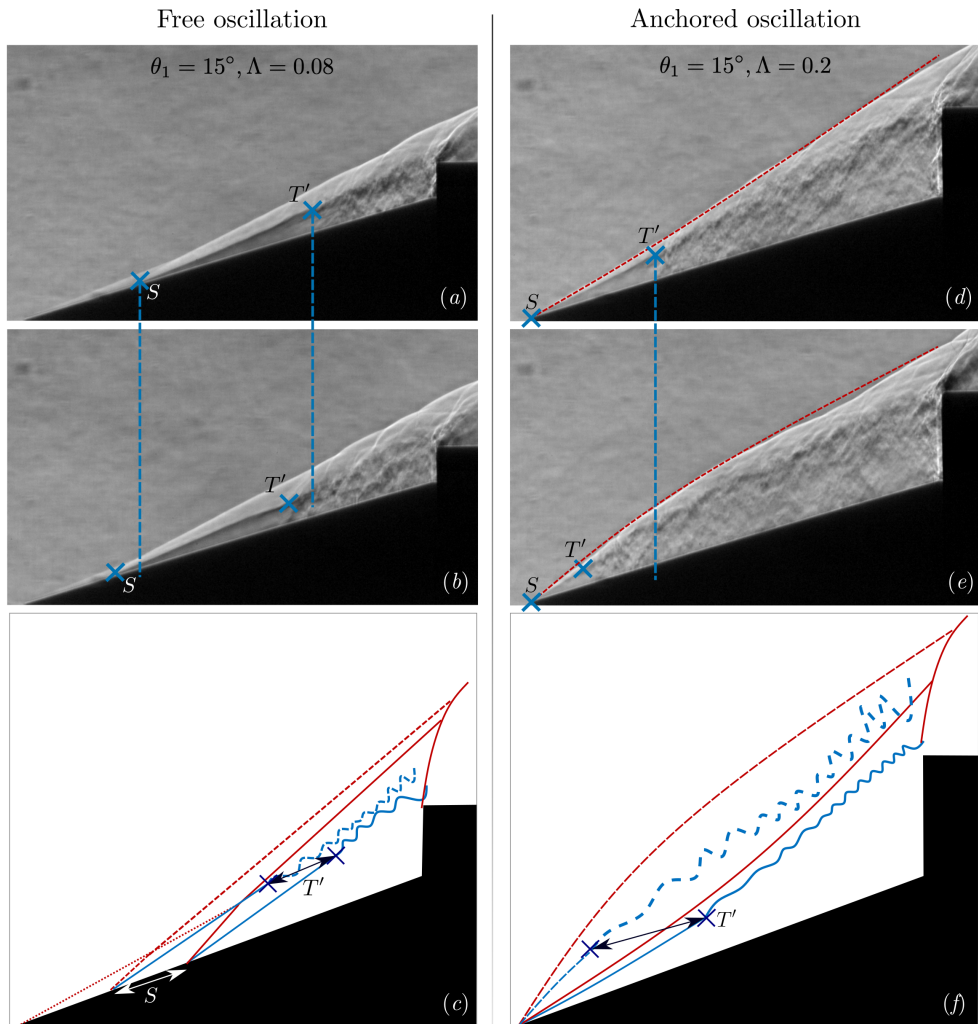 Free oscillation
θ₁ = 15°, Λ = 0.08
T′
S
(a)
T′
S
(b)
T′
S
(c)
Anchored oscillation
θ₁ = 15°, Λ = 0.2
T′
S
(d)
T′
S
(e)
T′
(f)